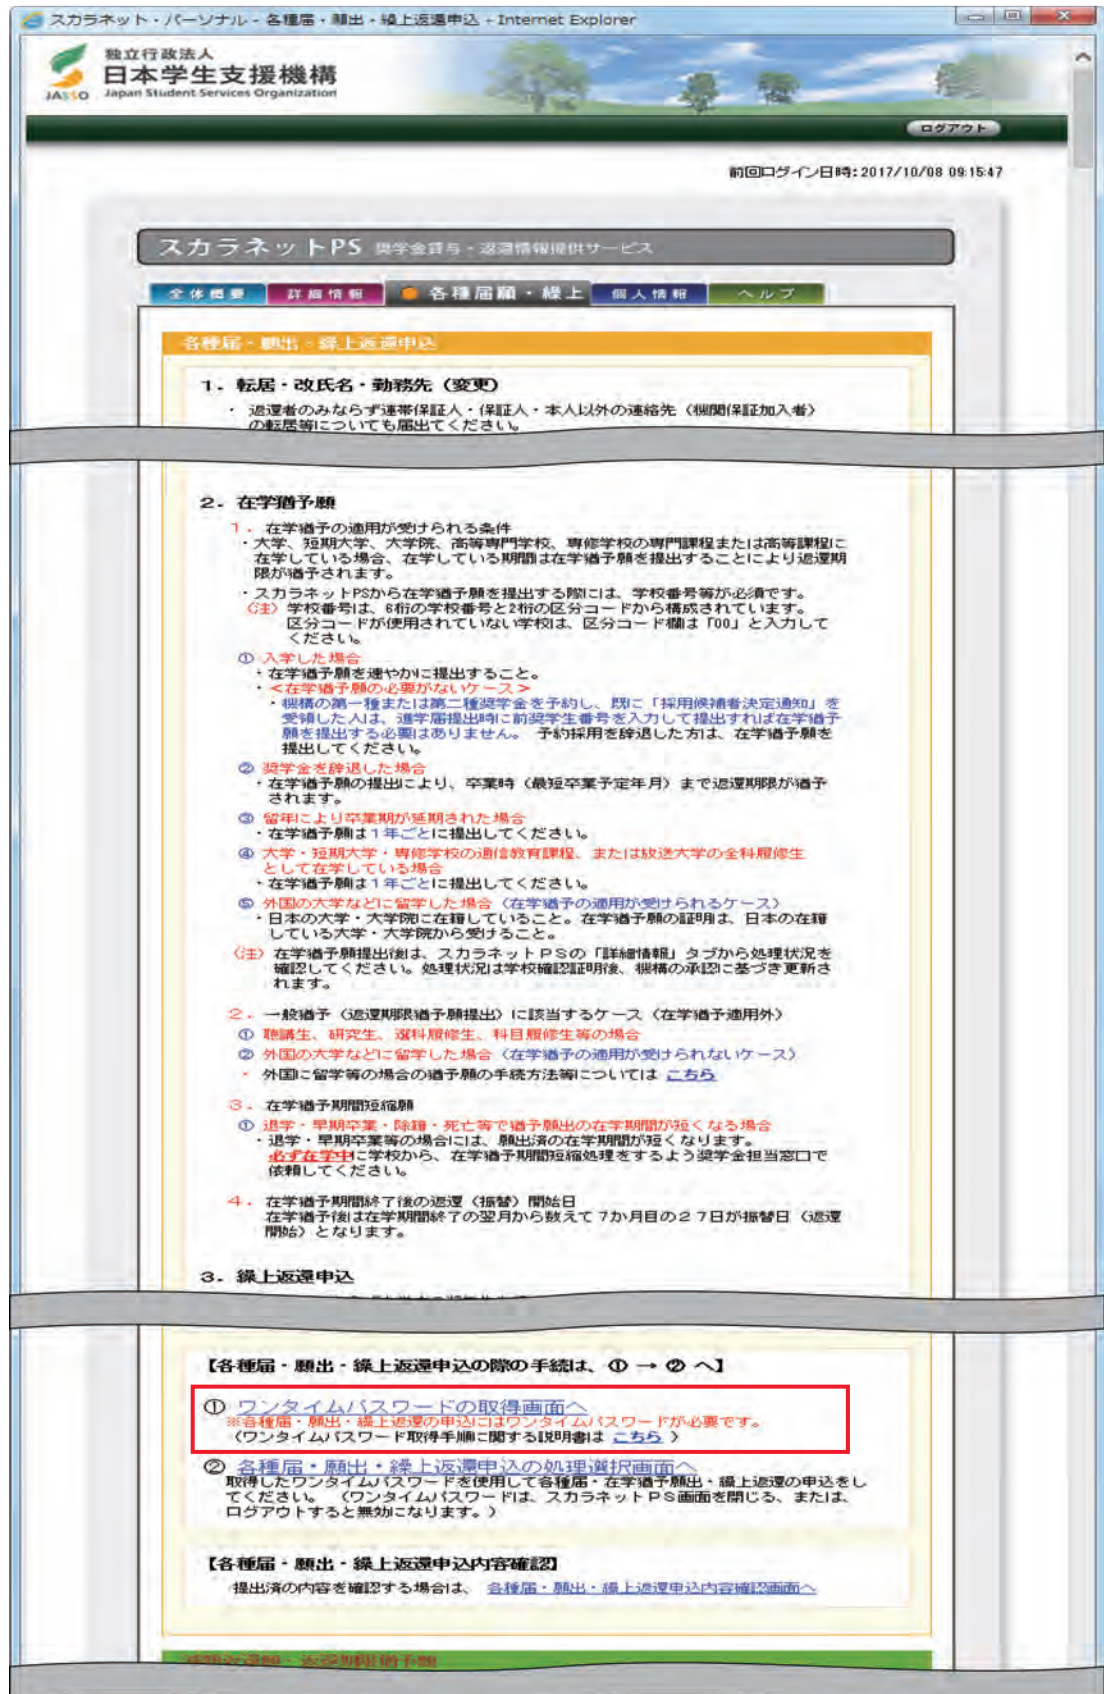 スカラネット・パーソナル - 各種届・願出・繰上返還申込 - Internet Explorer
独立行政法人
日本学生支援機構
JASSO Japan Student Services Organization
ログアウト
前回ログイン日時: 2017/10/08 09:15:47
スカラネットPS 奨学金貸与・返還情報提供サービス
全体概要 詳細情報 各種届願・繰上 個人情報 ヘルプ
各種届・願出・繰上返還申込
1．転居・改氏名・勤務先（変更）
・ 返還者のみならず連帯保証人・保証人・本人以外の連絡先（機関保証加入者）
の転居等についても届出てください。
2．在学猶予願
1． 在学猶予の適用が受けられる条件
・大学、短期大学、大学院、高等専門学校、専修学校の専門課程または高等課程に
在学している場合、在学している期間は在学猶予願を提出することにより返還期
限が猶予されます。
・スカラネットPSから在学猶予願を提出する際には、学校番号等が必須です。
（注） 学校番号は、6桁の学校番号と2桁の区分コードから構成されています。
区分コードが使用されていない学校は、区分コード欄は「00」と入力して
ください。
① 入学した場合
・在学猶予願を速やかに提出すること。
・＜在学猶予願の必要がないケース＞
・機構の第一種または第二種奨学金を予約し、既に「採用候補者決定通知」を
受領した人は、進学届提出時に前奨学生番号を入力して提出すれば在学猶予
願を提出する必要はありません。 予約採用を辞退した方は、在学猶予願を
提出してください。
② 奨学金を辞退した場合
・在学猶予願の提出により、卒業時（最短卒業予定年月）まで返還期限が猶予
されます。
③ 留年により卒業期が延期された場合
・在学猶予願は１年ごとに提出してください。
④ 大学・短期大学・専修学校の通信教育課程、または放送大学の全科履修生
として在学している場合
・在学猶予願は１年ごとに提出してください。
⑤ 外国の大学などに留学した場合（在学猶予の適用が受けられるケース）
・日本の大学・大学院に在籍していること。在学猶予願の証明は、日本の在籍
している大学・大学院から受けること。
（注） 在学猶予願提出後は、スカラネットＰＳの「詳細情報」タブから処理状況を
確認してください。処理状況は学校確認証明後、機構の承認に基づき更新さ
れます。
２． 一般猶予（返還期限猶予願提出）に該当するケース（在学猶予適用外）
① 聴講生、研究生、選科履修生、科目履修生等の場合
② 外国の大学などに留学した場合（在学猶予の適用が受けられないケース）
・ 外国に留学等の場合の猶予願の手続方法等については こちら
３． 在学猶予期間短縮願
① 退学・早期卒業・除籍・死亡等で猶予願出の在学期間が短くなる場合
・退学・早期卒業等の場合には、願出済の在学期間が短くなります。
必ず在学中に学校から、在学猶予期間短縮処理をするよう奨学金担当窓口で
依頼してください。
４． 在学猶予期間終了後の返還（振替）開始日
在学猶予後は在学期間終了の翌月から数えて７か月目の２７日が振替日（返還
開始）となります。
3．繰上返還申込
【各種届・願出・繰上返還申込の際の手続は、① → ② へ】
① ワンタイムパスワードの取得画面へ
※各種届・願出・繰上返還の申込にはワンタイムパスワードが必要です。
（ワンタイムパスワード取得手順に関する説明書は こちら ）
② 各種届・願出・繰上返還申込の処理選択画面へ
取得したワンタイムパスワードを使用して各種届・在学猶予願出・繰上返還の申込をし
てください。 （ワンタイムパスワードは、スカラネットＰＳ画面を閉じる、または、
ログアウトすると無効になります。）
【各種届・願出・繰上返還申込内容確認】
提出済の内容を確認する場合は、 各種届・願出・繰上返還申込内容確認画面へ